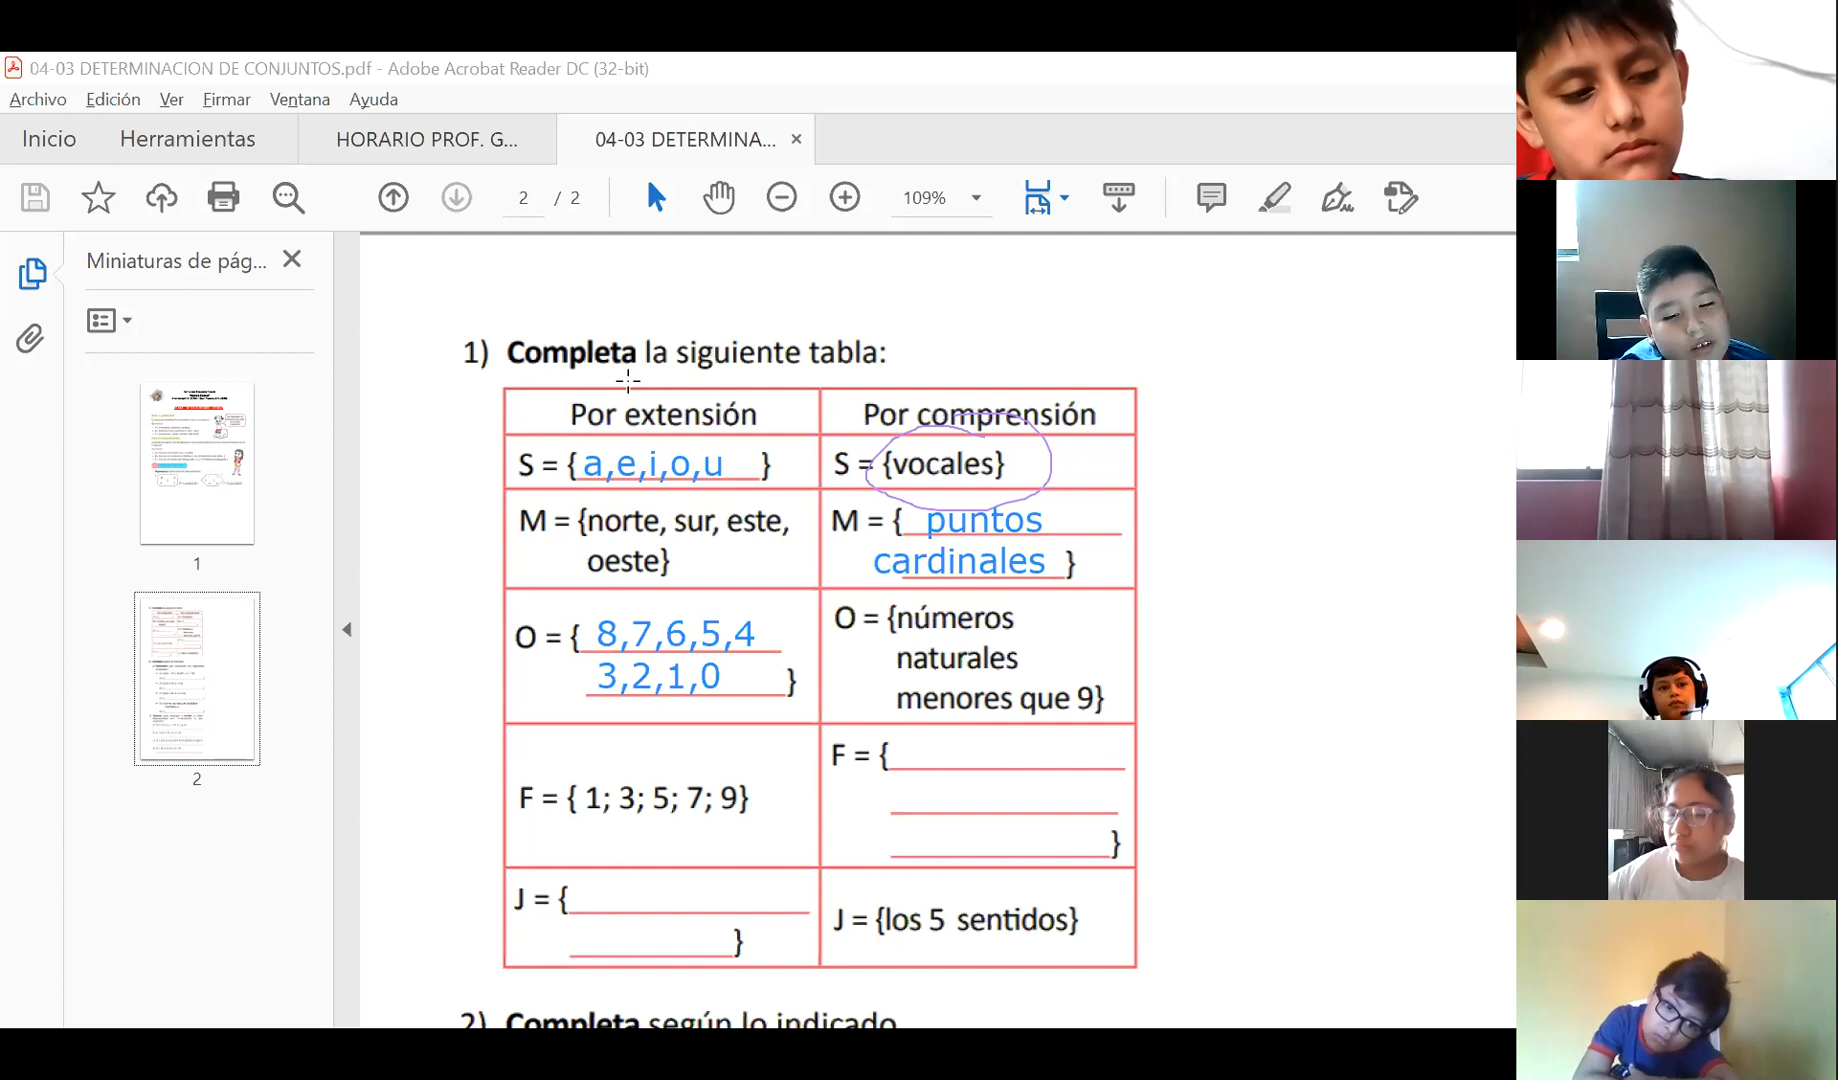 04-03 DETERMINACION DE CONJUNTOS.pdf - Adobe Acrobat Reader DC (32-bit)
Archivo Edición Ver Firmar Ventana Ayuda
Inicio Herramientas HORARIO PROF. G... 04-03 DETERMINA... ×
2 / 2 109%
Miniaturas de pág...
1
2
1) Completa la siguiente tabla:
Por extensión Por comprensión
S = { a,e,i,o,u } S = {vocales}
M = {norte, sur, este, M = { puntos
oeste} cardinales }
O = { 8,7,6,5,4 O = {números
3,2,1,0 } naturales
menores que 9}
F = { 1; 3; 5; 7; 9} F = {
}
J = { J = {los 5 sentidos}
}
2) Completa según lo indicado